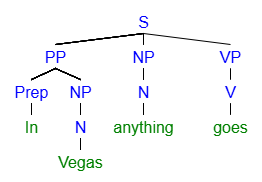 S
PP NP VP
Prep NP N V
In N anything goes
Vegas